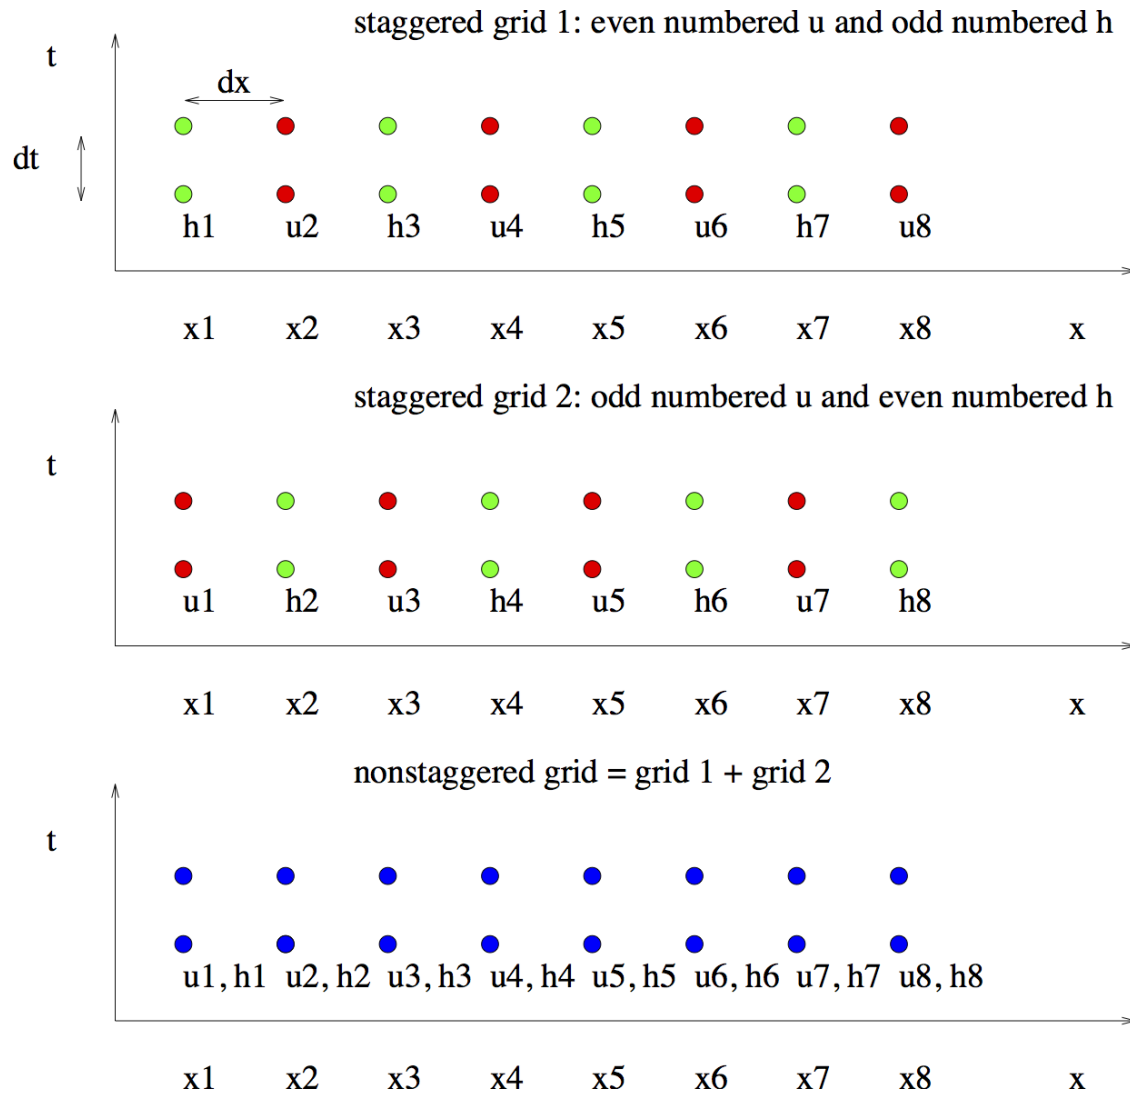 staggered grid 1: even numbered u and odd numbered h
t
dx
dt
h1 u2 h3 u4 h5 u6 h7 u8
x1 x2 x3 x4 x5 x6 x7 x8 x
staggered grid 2: odd numbered u and even numbered h
t
u1 h2 u3 h4 u5 h6 u7 h8
x1 x2 x3 x4 x5 x6 x7 x8 x
nonstaggered grid = grid 1 + grid 2
t
u1, h1 u2, h2 u3, h3 u4, h4 u5, h5 u6, h6 u7, h7 u8, h8
x1 x2 x3 x4 x5 x6 x7 x8 x